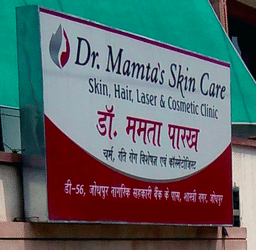 Dr. Mamta's Skin Care
Skin, Hair, Laser & Cosmetic Clinic
डॉ. ममता पारख
चर्म, रति रोग विशेषज्ञ एवं कॉस्मेटोलोजिस्ट
डी-56, जोधपुर नागरिक सहकारी बैंक के पास, शास्त्री नगर, जोधपुर